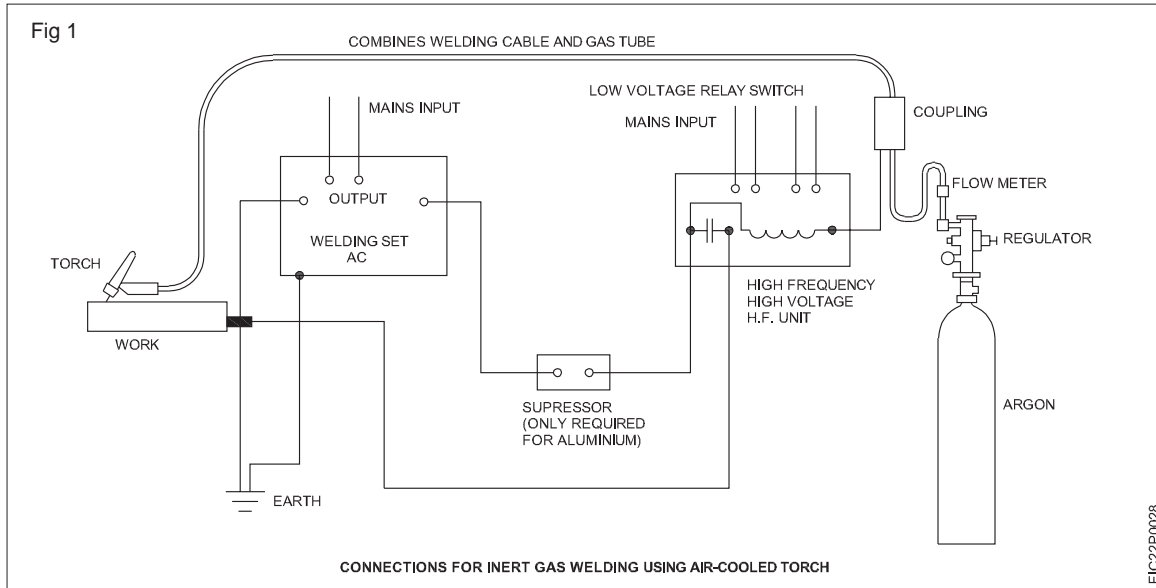 Fig 1
COMBINES WELDING CABLE AND GAS TUBE
MAINS INPUT
LOW VOLTAGE RELAY SWITCH
MAINS INPUT
COUPLING
FLOW METER
OUTPUT
WELDING SET
AC
REGULATOR
TORCH
HIGH FREQUENCY
HIGH VOLTAGE
H.F. UNIT
WORK
SUPRESSOR
(ONLY REQUIRED
FOR ALUMINIUM)
ARGON
EARTH
CONNECTIONS FOR INERT GAS WELDING USING AIR-COOLED TORCH